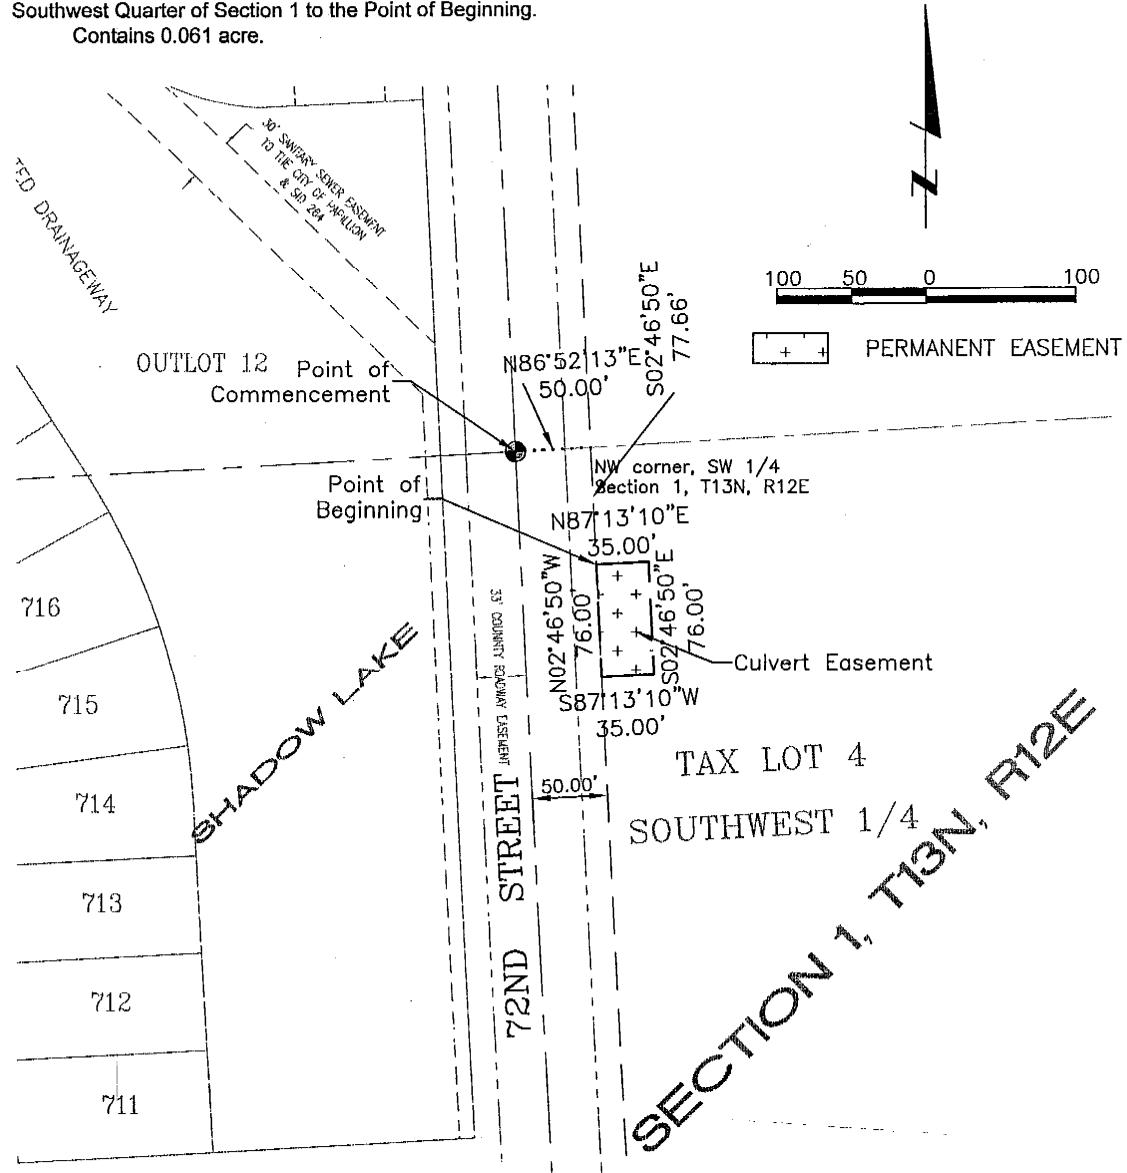 Southwest Quarter of Section 1 to the Point of Beginning.
Contains 0.061 acre.
30' SANITARY SEWER EASEMENT
TO THE CITY OF PAPILLION
& SID 264
TED DRAINAGEWAY
N
100 50 0 100
PERMANENT EASEMENT
OUTLOT 12
Point of
Commencement
N86°52'13"E
50.00'
S02°46'50"E
77.66'
NW corner, SW 1/4
Section 1, T13N, R12E
Point of
Beginning
N87°13'10"E
35.00'
N02°46'50"W
76.00'
S02°46'50"E
76.00'
Culvert Easement
S87°13'10"W
35.00'
33' COUNNTY ROADWAY EASEMENT
716
715
714
713
712
711
SHADOW LAKE
50.00'
72ND STREET
TAX LOT 4
SOUTHWEST 1/4
SECTION 1, T13N, R12E